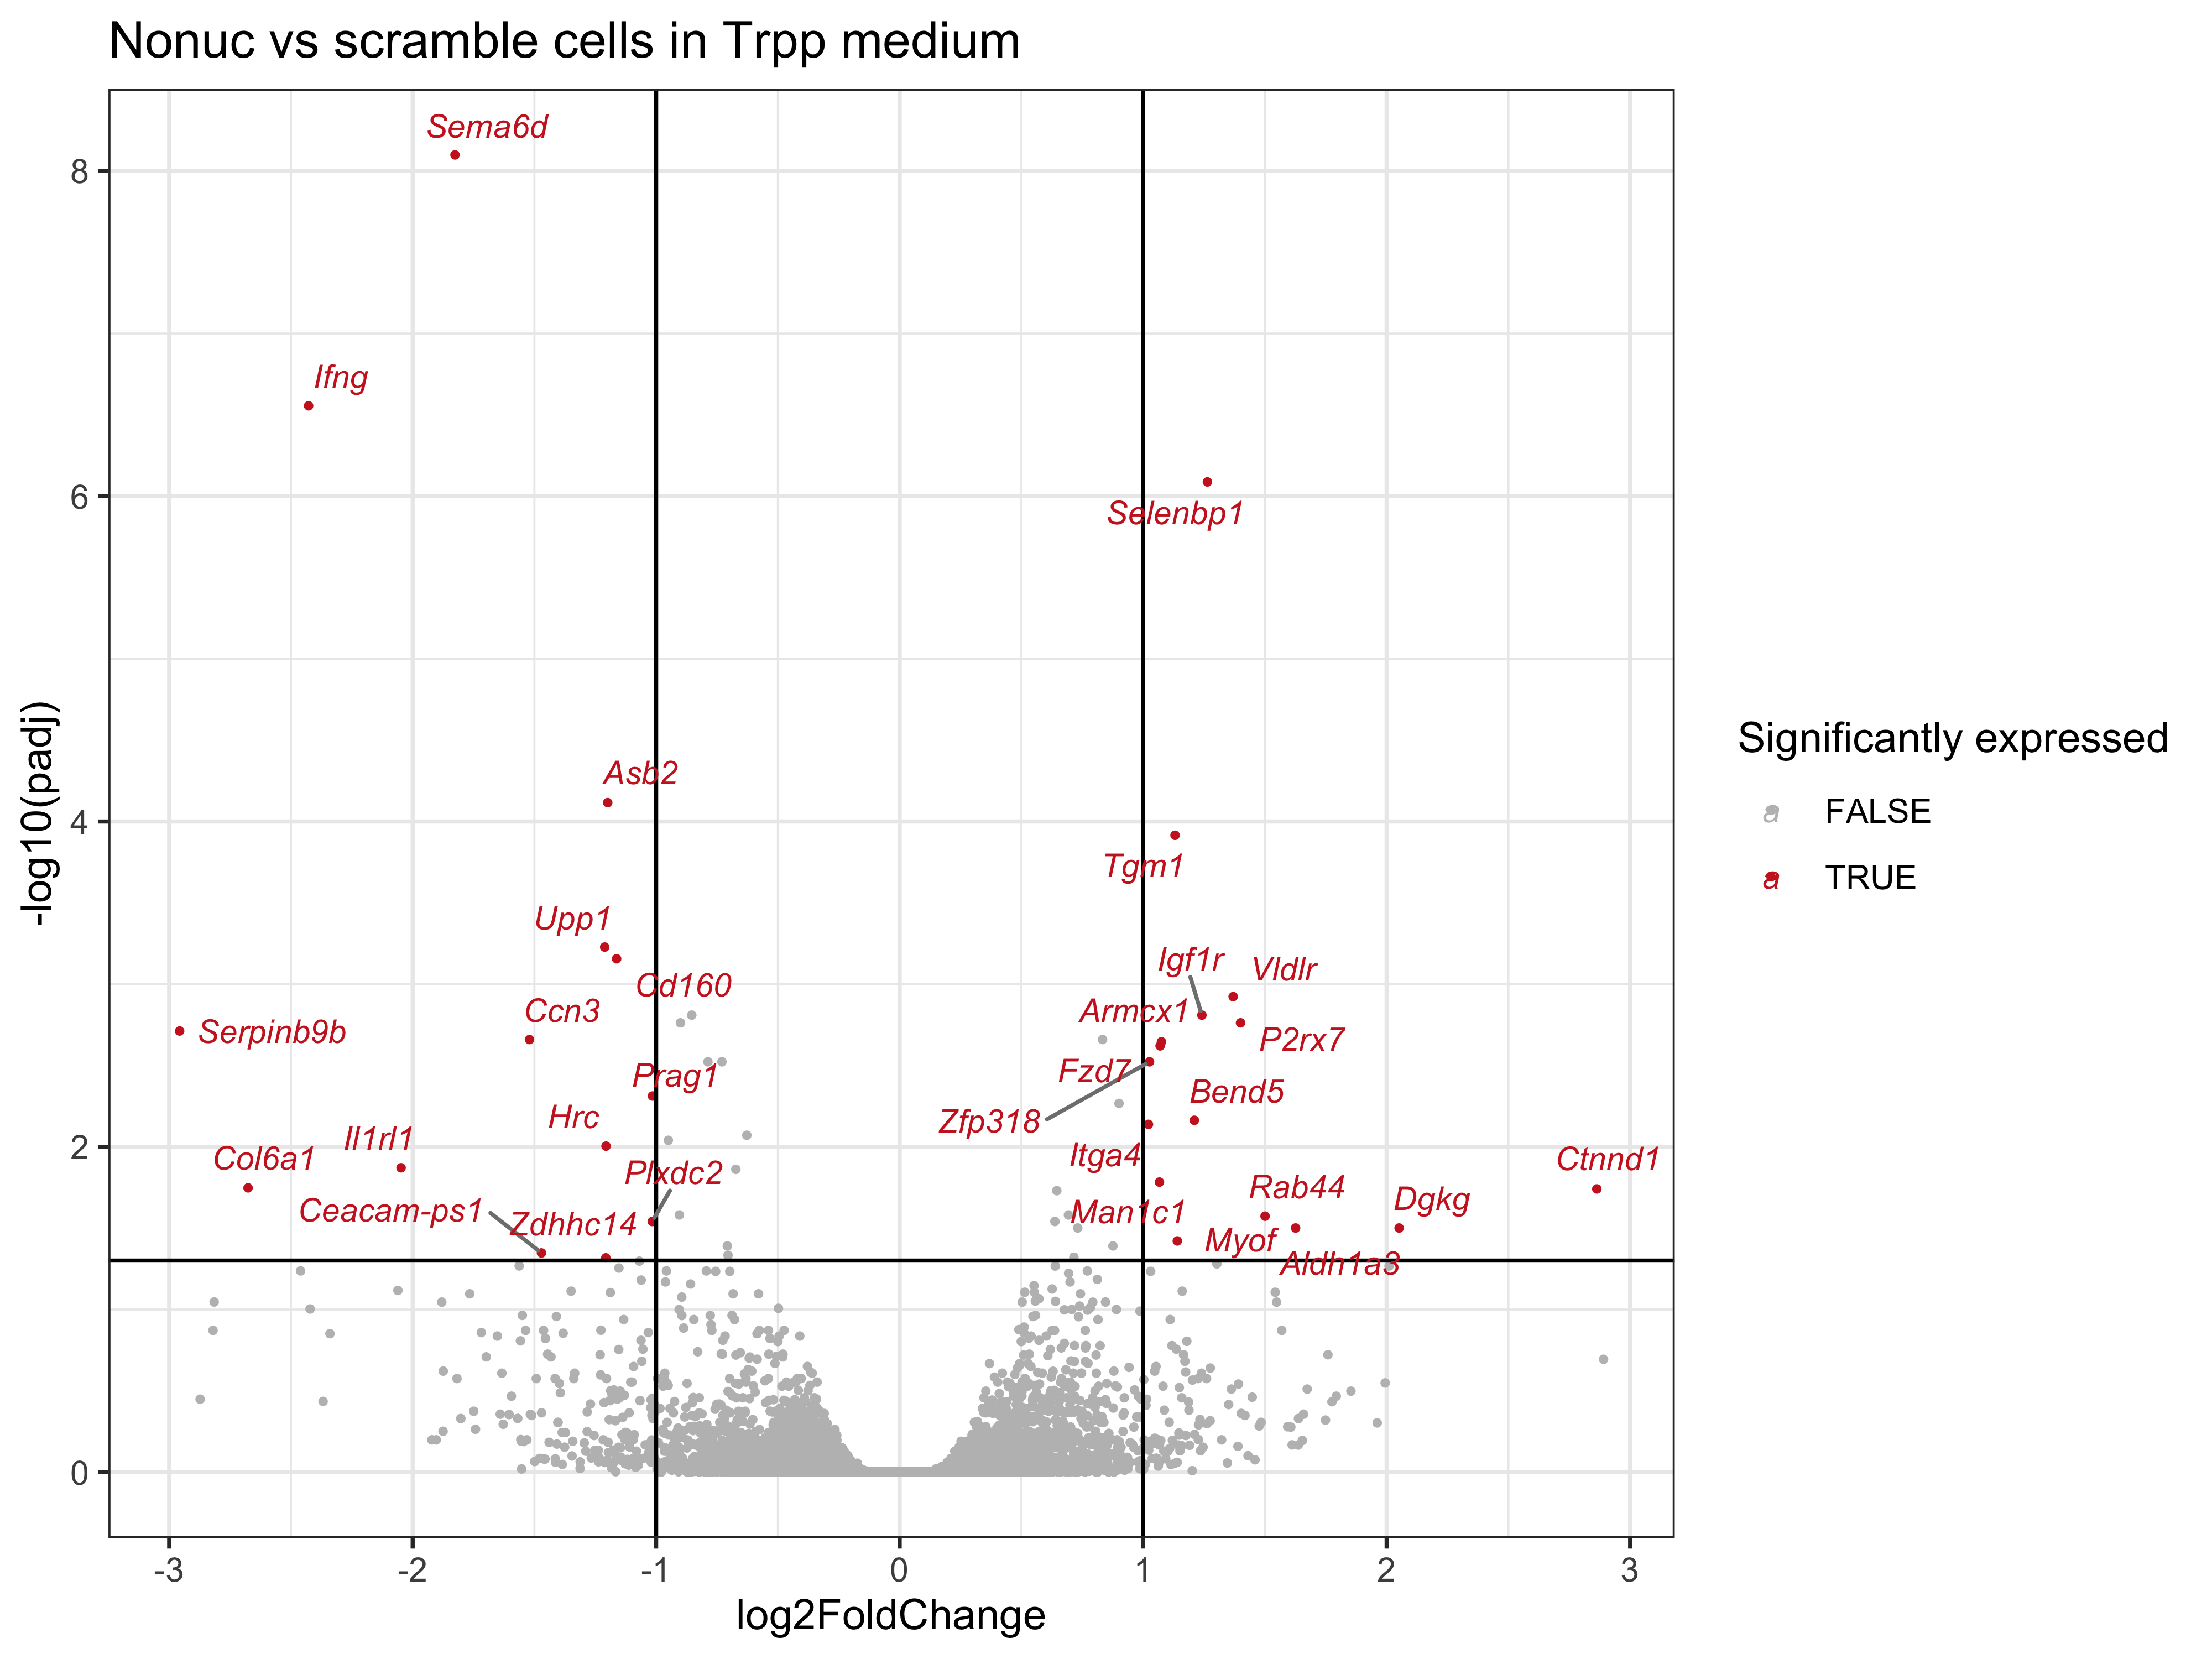 Nonuc vs scramble cells in Trpp medium
Sema6d
8
Ifng
6
Selenbp1
Asb2
4
Tgm1
Upp1
Igf1r
Vldlr
Cd160
Ccn3
Armcx1
Serpinb9b
P2rx7
Prag1
Fzd7
Bend5
Hrc
Zfp318
2
Il1rl1
Col6a1
Plxdc2
Itga4
Ctnnd1
Rab44
Dgkg
Ceacam-ps1
Zdhhc14
Man1c1
Myof
Aldh1a3
0
-3
-2
-1
0
1
2
3
log2FoldChange
-log10(padj)
Significantly expressed
a FALSE
a TRUE